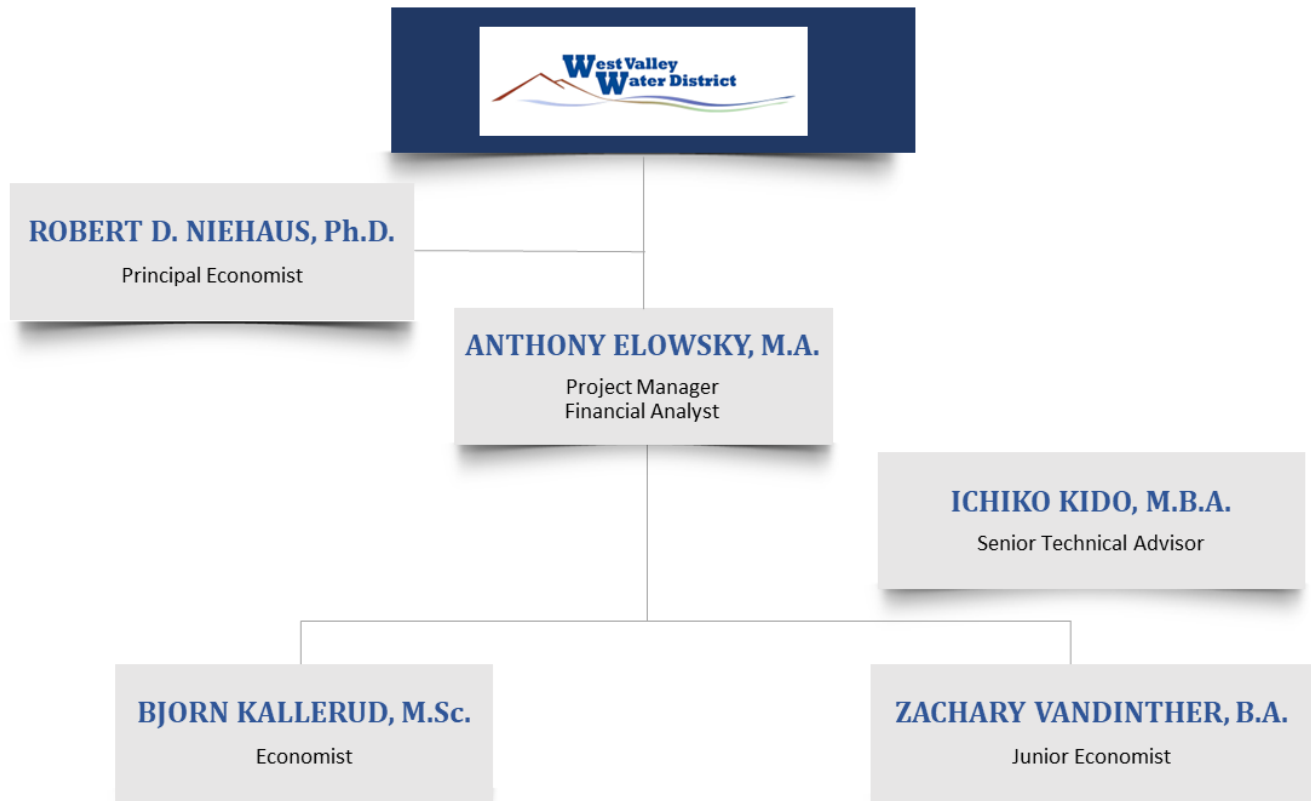 West Valley
Water District
ROBERT D. NIEHAUS, Ph.D.
Principal Economist
ANTHONY ELOWSKY, M.A.
Project Manager
Financial Analyst
ICHIKO KIDO, M.B.A.
Senior Technical Advisor
BJORN KALLERUD, M.Sc.
Economist
ZACHARY VANDINTHER, B.A.
Junior Economist